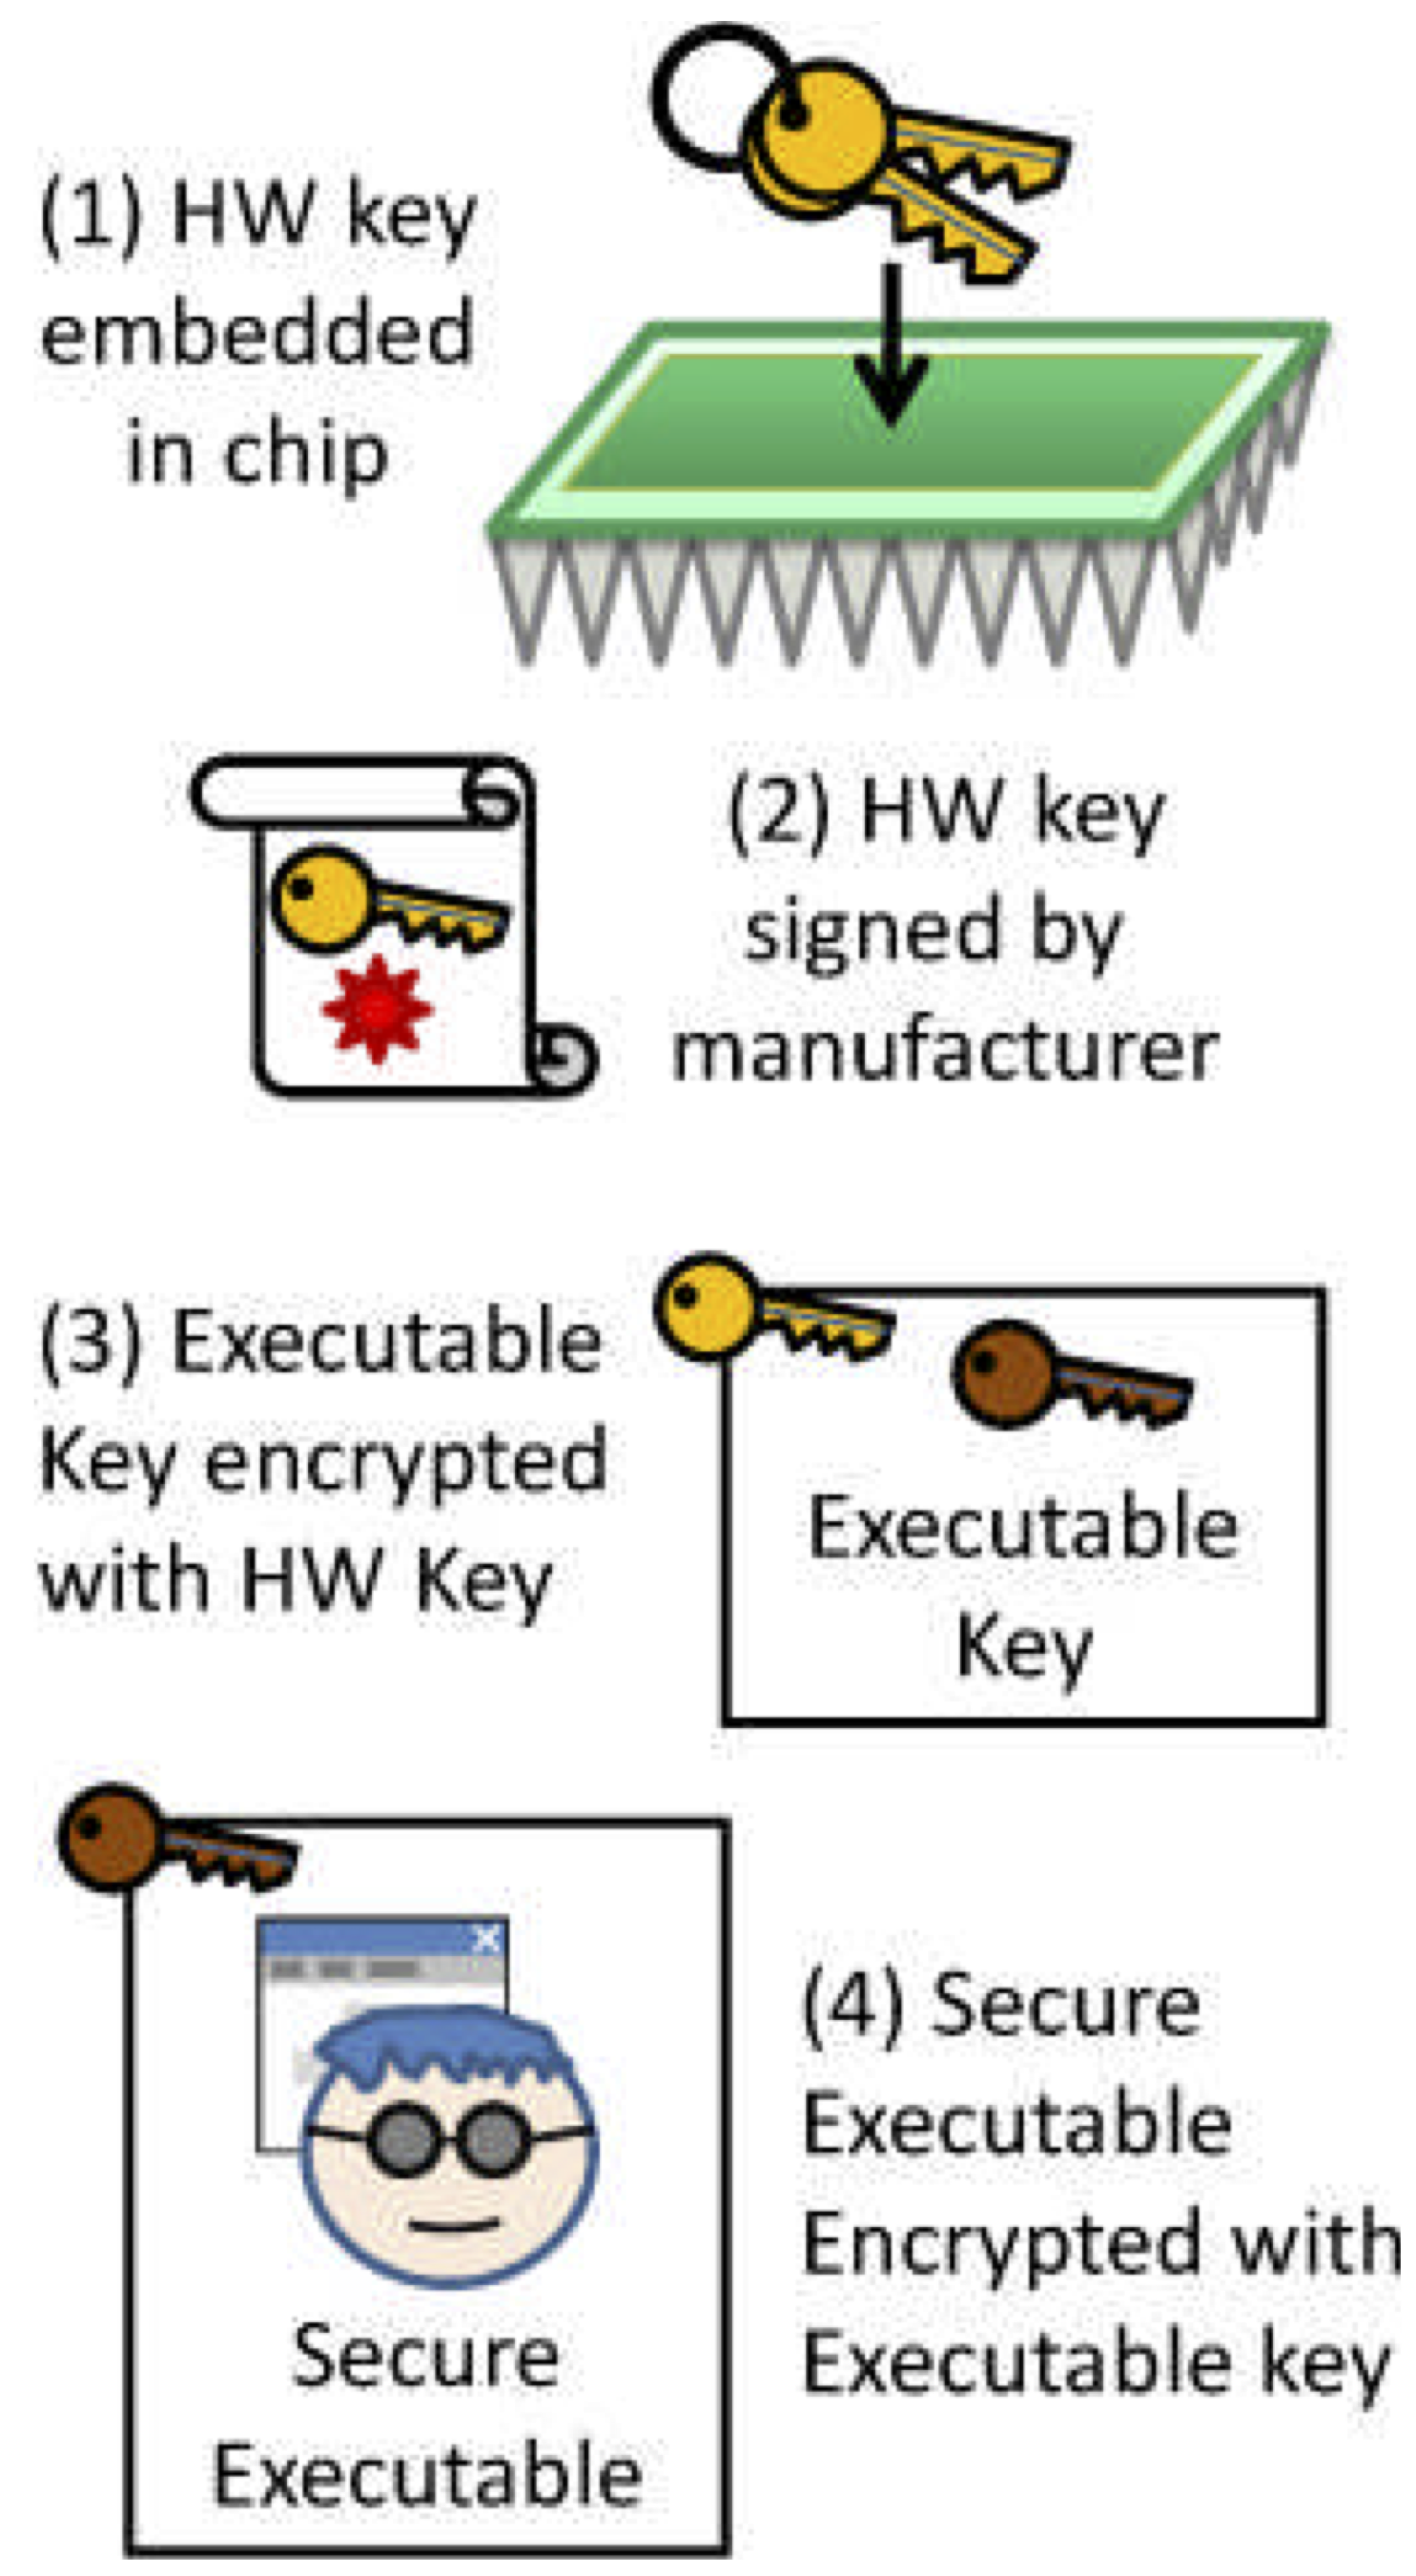 (1) HW key
embedded
in chip
(2) HW key
signed by
manufacturer
(3) Executable
Key encrypted
with HW Key
Executable
Key
Secure
Executable
(4) Secure
Executable
Encrypted with
Executable key